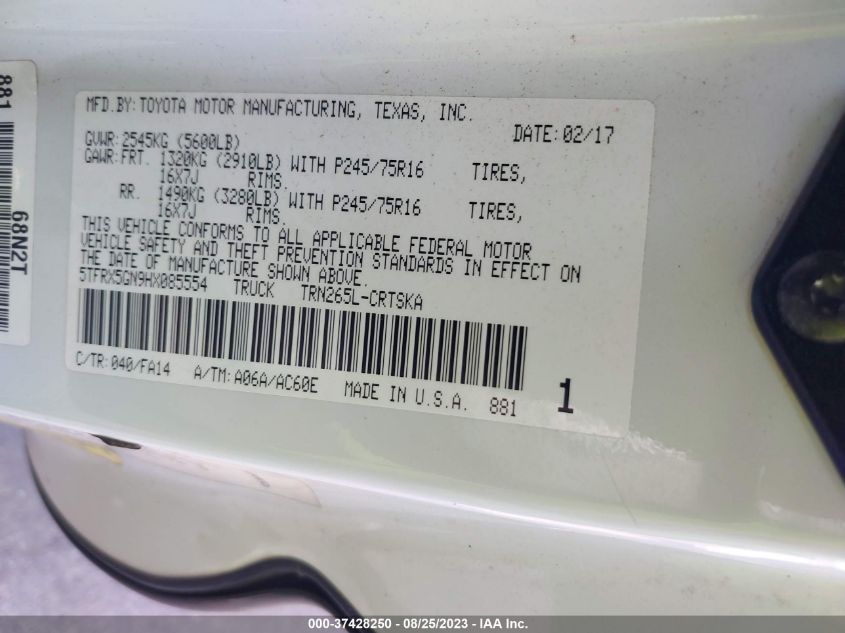 MFD.BY:TOYOTA MOTOR MANUFACTURING, TEXAS, INC.
DATE:02/17
GVWR:2545KG (5600LB)
GAWR:FRT. 1320KG (2910LB) WITH P245/75R16 TIRES,
16X7J RIMS.
RR. 1490KG (3280LB) WITH P245/75R16 TIRES,
16X7J RIMS.
THIS VEHICLE CONFORMS TO ALL APPLICABLE FEDERAL MOTOR
VEHICLE SAFETY AND THEFT PREVENTION STANDARDS IN EFFECT ON
THE DATE OF MANUFACTURE SHOWN ABOVE.
5TFRX5GN9HX085554 TRUCK TRN265L-CRTSKA
C/TR:040/FA14 A/TM:A06A/AC60E MADE IN U.S.A. 881 1
881
68N2T
000-37428250 - 08/25/2023 - IAA Inc.